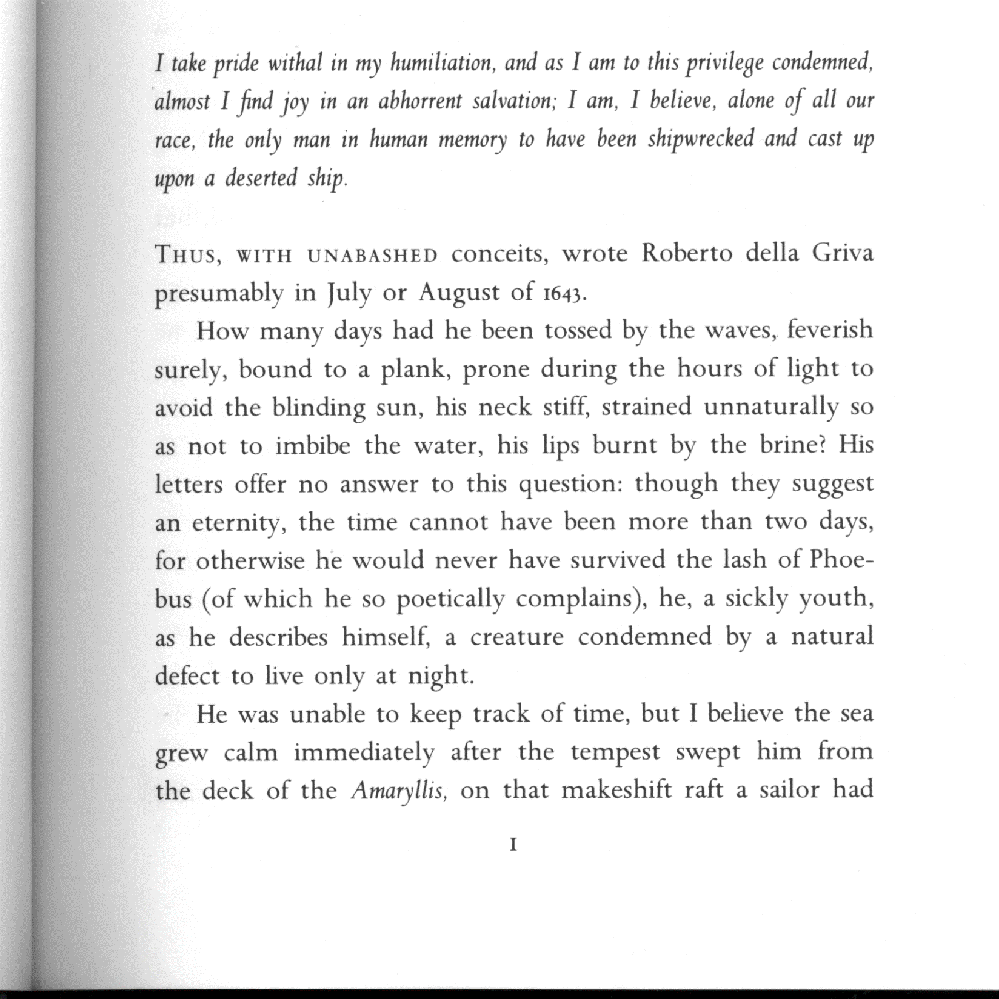 I take pride withal in my humiliation, and as I am to this privilege condemned,
almost I find joy in an abhorrent salvation; I am, I believe, alone of all our
race, the only man in human memory to have been shipwrecked and cast up
upon a deserted ship.
THUS, WITH UNABASHED conceits, wrote Roberto della Griva
presumably in July or August of 1643.
How many days had he been tossed by the waves, feverish
surely, bound to a plank, prone during the hours of light to
avoid the blinding sun, his neck stiff, strained unnaturally so
as not to imbibe the water, his lips burnt by the brine? His
letters offer no answer to this question: though they suggest
an eternity, the time cannot have been more than two days,
for otherwise he would never have survived the lash of Phoe-
bus (of which he so poetically complains), he, a sickly youth,
as he describes himself, a creature condemned by a natural
defect to live only at night.
He was unable to keep track of time, but I believe the sea
grew calm immediately after the tempest swept him from
the deck of the Amaryllis, on that makeshift raft a sailor had
1